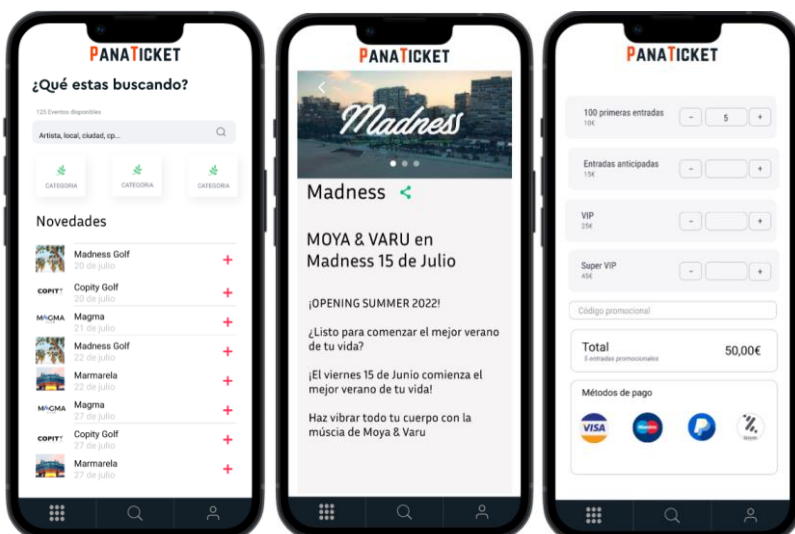 PANATICKET
¿Qué estas buscando?
125 Eventos disponibles
Artista, local, ciudad, cp...
CATEGORIA
CATEGORIA
CATEGORIA
Novedades
Madness Golf
20 de julio
COPITY
Copity Golf
20 de julio
MAGMA
Magma
21 de julio
Madness Golf
22 de julio
Marmarela
22 de julio
MAGMA
Magma
27 de julio
COPITY
Copity Golf
27 de julio
Marmarela
27 de julio
PANATICKET
Madness
Madness
MOYA & VARU en
Madness 15 de Julio
¡OPENING SUMMER 2022!
¿Listo para comenzar el mejor verano
de tu vida?
¡El viernes 15 de Junio comienza el
mejor verano de tu vida!
Haz vibrar todo tu cuerpo con la
múscia de Moya & Varu
PANATICKET
100 primeras entradas
10€
- 5 +
Entradas anticipadas
15€
- +
VIP
25€
- +
Super VIP
45€
- +
Código promocional
Total
5 entradas promocionales
50,00€
Métodos de pago
VISA